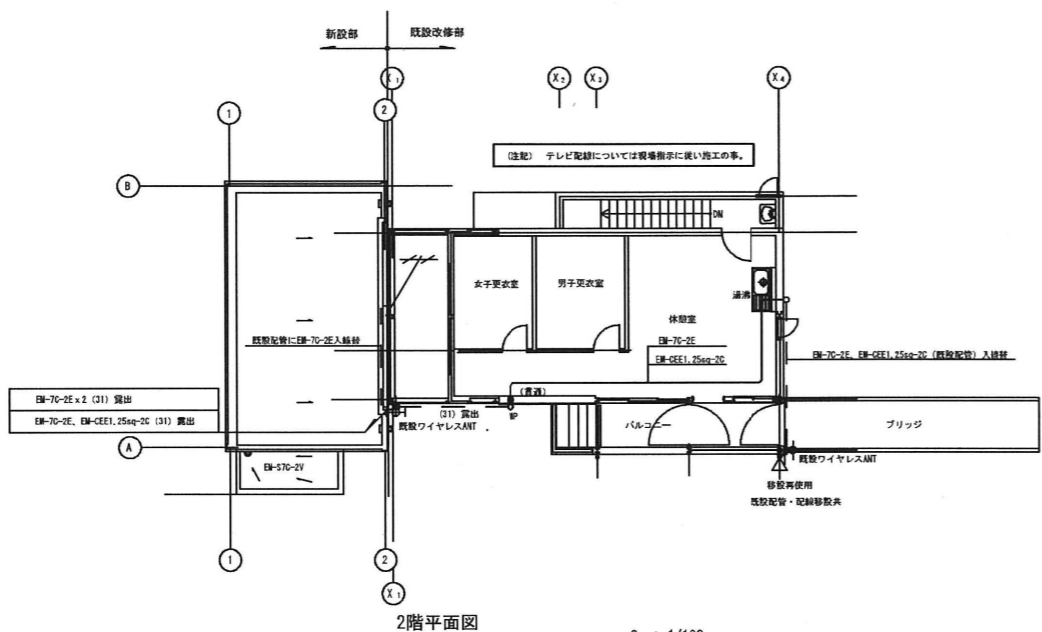 新設部 既設改修部
X1 X2 X3 X4
1 2
(注記) テレビ配線については現場指示に従い施工の事。
B
DN
女子更衣室 男子更衣室
湯沸
休憩室
既設配管にEM-7C-2E入線替
EM-7C-2E
EM-CEE1.25sq-2C
EM-7C-2E、EM-CEE1.25sq-2C (既設配管) 入線替
EM-7C-2E x 2 (31) 露出
EM-7C-2E、EM-CEE1.25sq-2C (31) 露出
(貫通)
(31) 露出
WP
既設ワイヤレスANT
バルコニー
ブリッジ
A
EM-S7C-2V
既設ワイヤレスANT
移設再使用
既設配管・配線移設共
1 2
X1
2階平面図